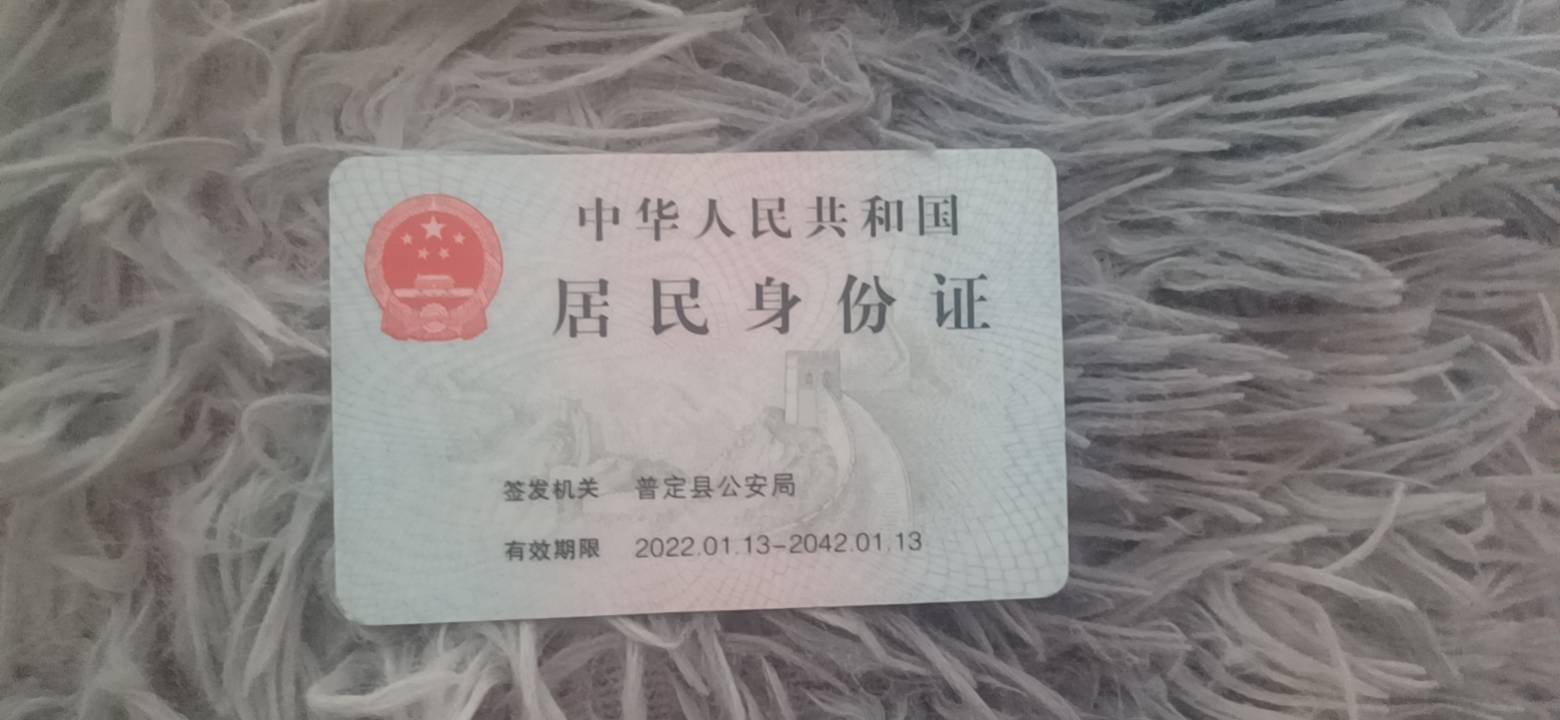 中华人民共和国
居民身份证
签发机关 普定县公安局
有效期限 2022.01.13-2042.01.13